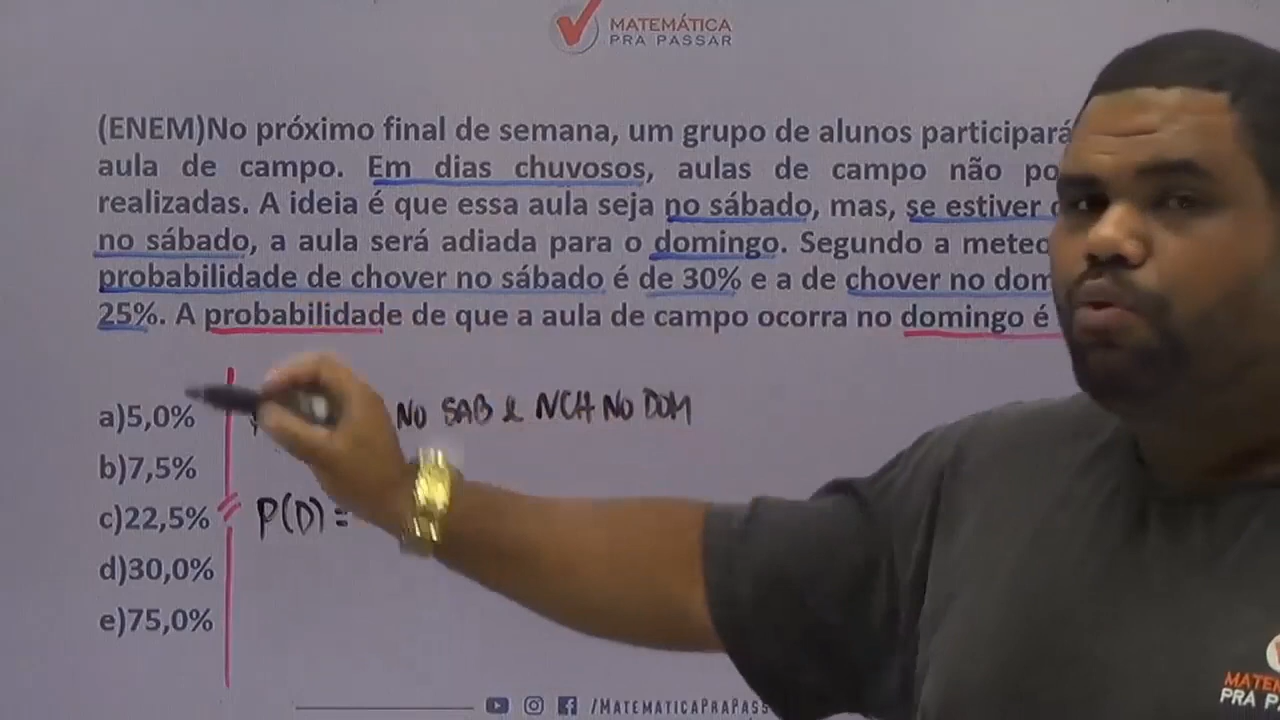 MATEMÁTICA
PRA PASSAR
(ENEM)No próximo final de semana, um grupo de alunos participará
aula de campo. Em dias chuvosos, aulas de campo não po
realizadas. A ideia é que essa aula seja no sábado, mas, se estiver
no sábado, a aula será adiada para o domingo. Segundo a meteo
probabilidade de chover no sábado é de 30% e a de chover no dom
25%. A probabilidade de que a aula de campo ocorra no domingo é
a)5,0%
NO SAB & NCH NO DOM
b)7,5%
c)22,5%
P(D) =
d)30,0%
e)75,0%
/MATEMATICAPRAPASS
MATEM
PRA P